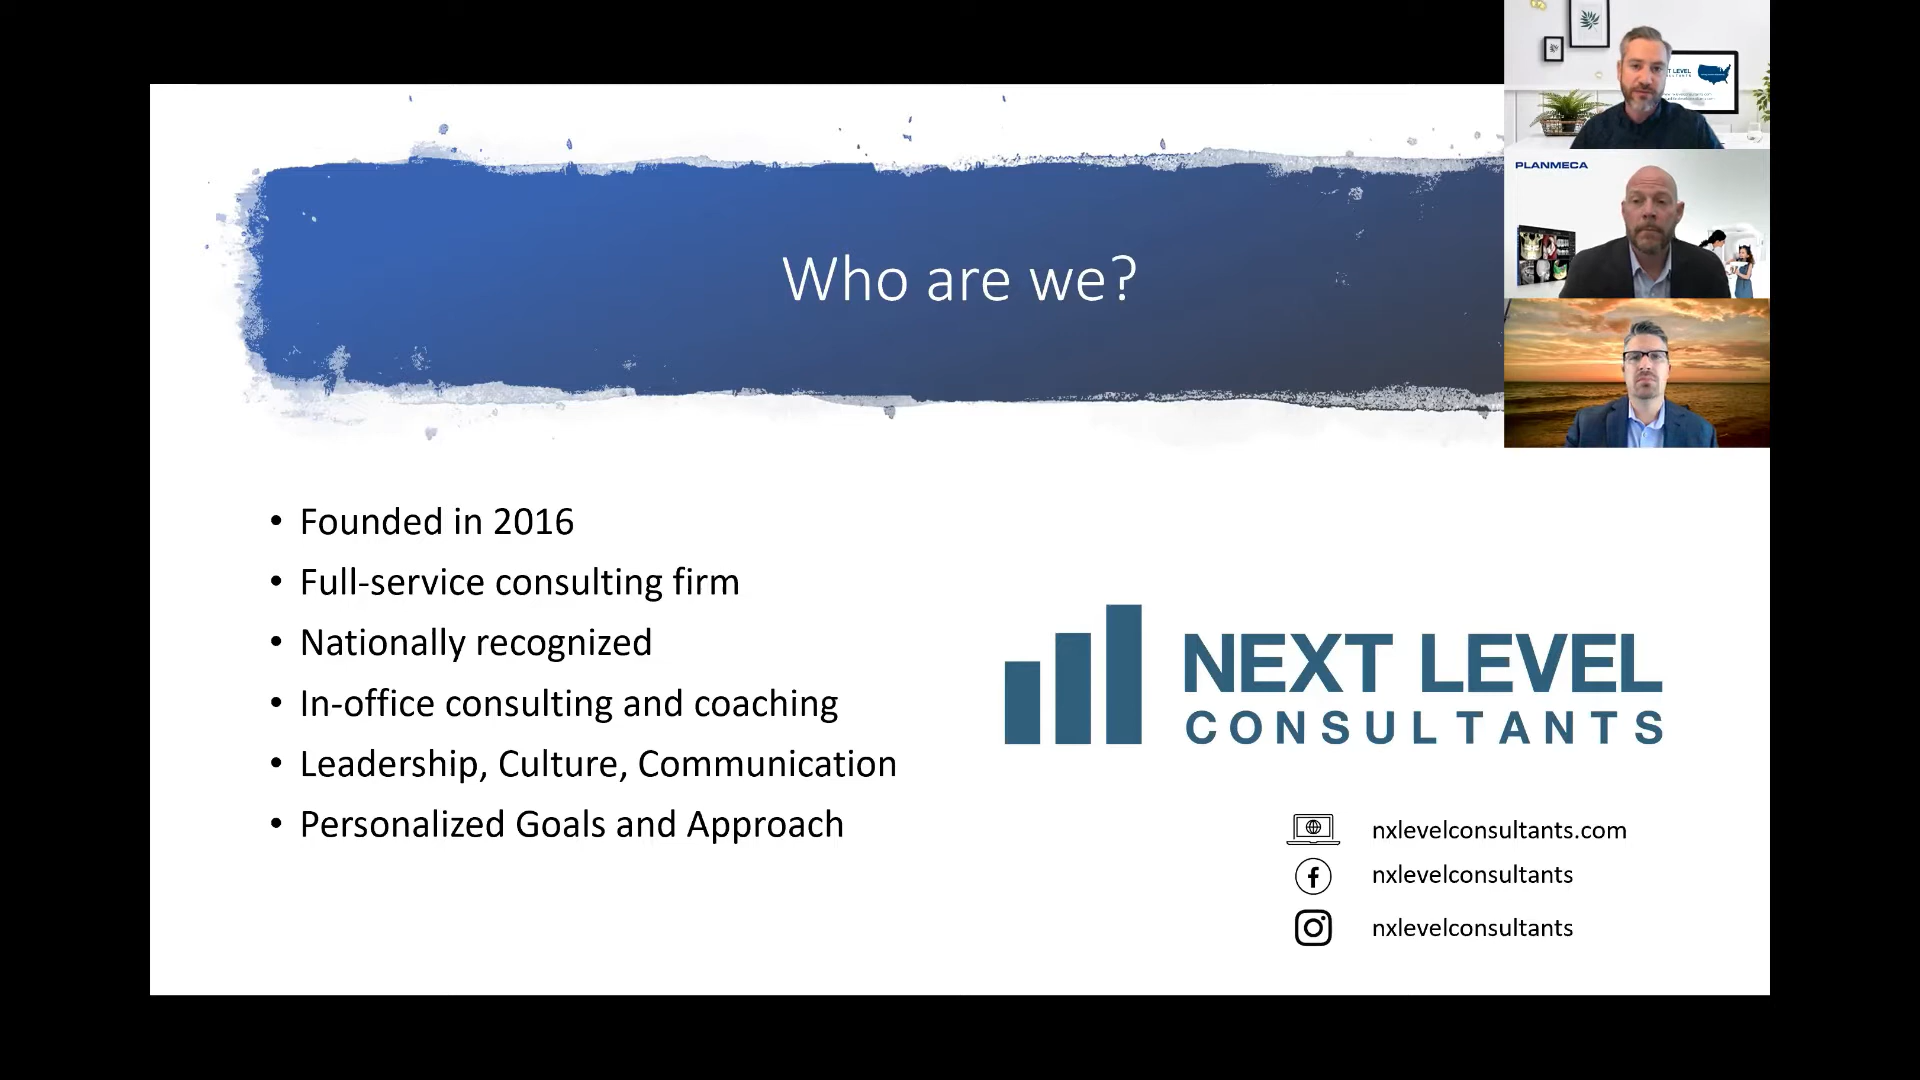 Who are we?
• Founded in 2016
• Full-service consulting firm
• Nationally recognized
• In-office consulting and coaching
• Leadership, Culture, Communication
• Personalized Goals and Approach
NEXT LEVEL
CONSULTANTS
nxlevelconsultants.com
nxlevelconsultants
nxlevelconsultants
T LEVEL
PLANMECA